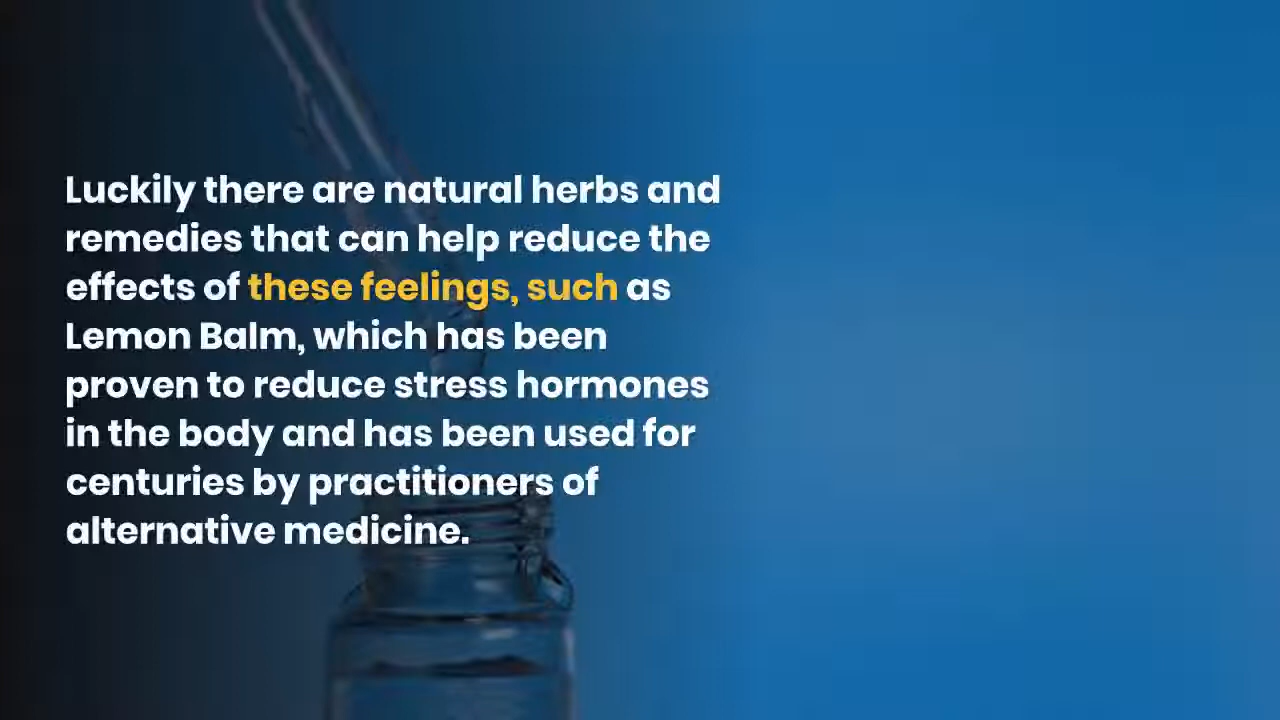 Luckily there are natural herbs and
remedies that can help reduce the
effects of these feelings, such as
Lemon Balm, which has been
proven to reduce stress hormones
in the body and has been used for
centuries by practitioners of
alternative medicine.